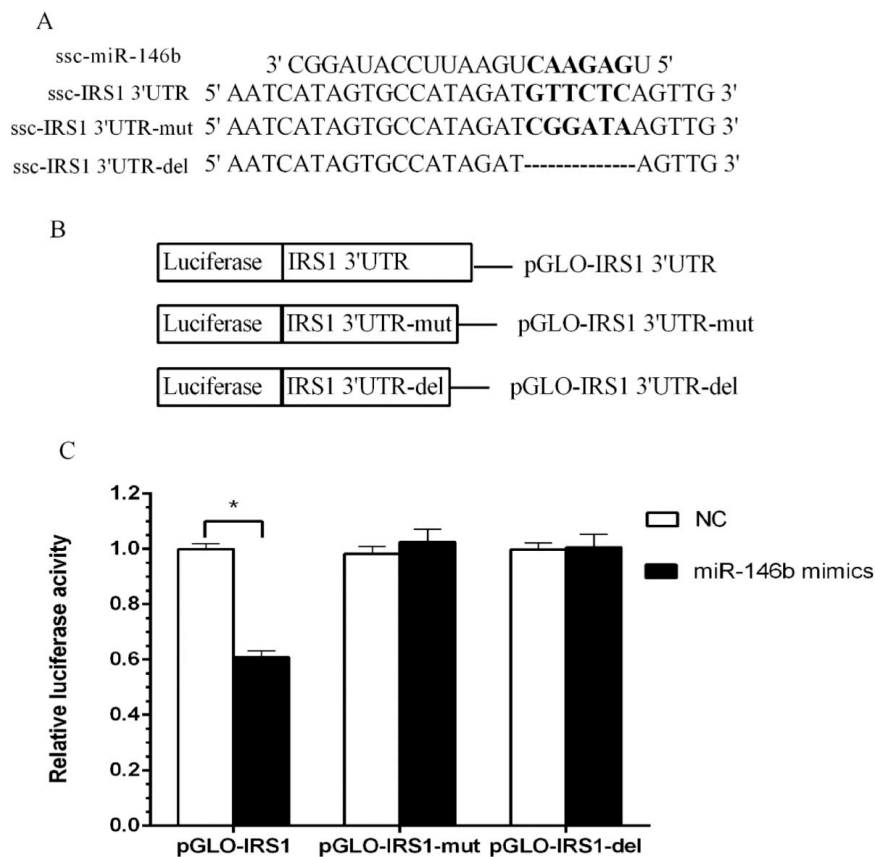 A
ssc-miR-146b 3' CGGAUACCUUAAGUCAAGAGU 5'
ssc-IRS1 3'UTR 5' AATCATAGTGCCATAGATGTTCTCAGTTG 3'
ssc-IRS1 3'UTR-mut 5' AATCATAGTGCCATAGATCGGATAAGTTG 3'
ssc-IRS1 3'UTR-del 5' AATCATAGTGCCATAGAT--------------AGTTG 3'
B
Luciferase IRS1 3'UTR pGLO-IRS1 3'UTR
Luciferase IRS1 3'UTR-mut pGLO-IRS1 3'UTR-mut
Luciferase IRS1 3'UTR-del pGLO-IRS1 3'UTR-del
C
Relative luciferase acivity
1.2
1.0
0.8
0.6
0.4
0.2
0.0
*
NC
miR-146b mimics
pGLO-IRS1 pGLO-IRS1-mut pGLO-IRS1-del